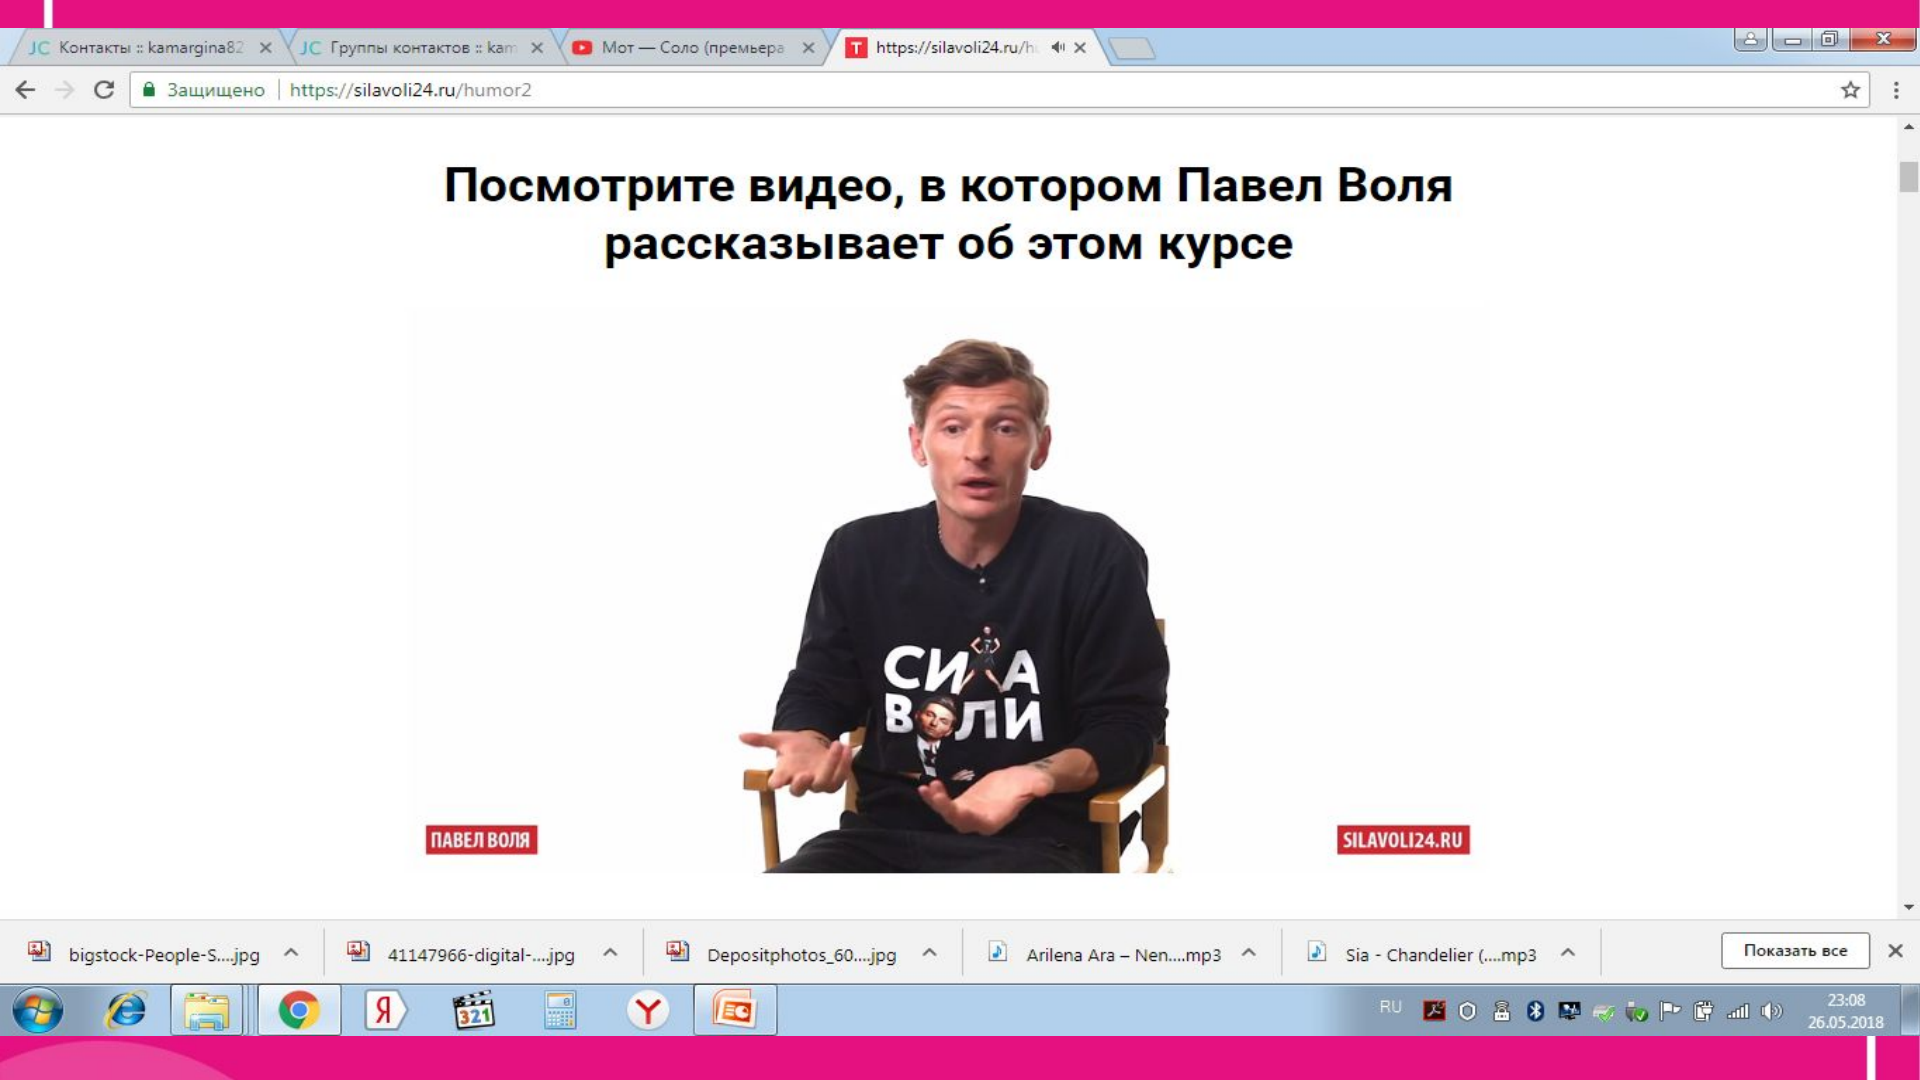 Контакты :: kamargina82
Группы контактов :: kam
Мот — Соло (премьера
https://silavoli24.ru/h
Защищено
https://silavoli24.ru/humor2
Посмотрите видео, в котором Павел Воля
рассказывает об этом курсе
СИЛА
ВОЛИ
ПАВЕЛ ВОЛЯ
SILAVOLI24.RU
bigstock-People-S....jpg
41147966-digital-....jpg
Depositphotos_60....jpg
Arilena Ara – Nen....mp3
Sia - Chandelier (....mp3
Показать все
Я
321
Y
RU
23:08
26.05.2018